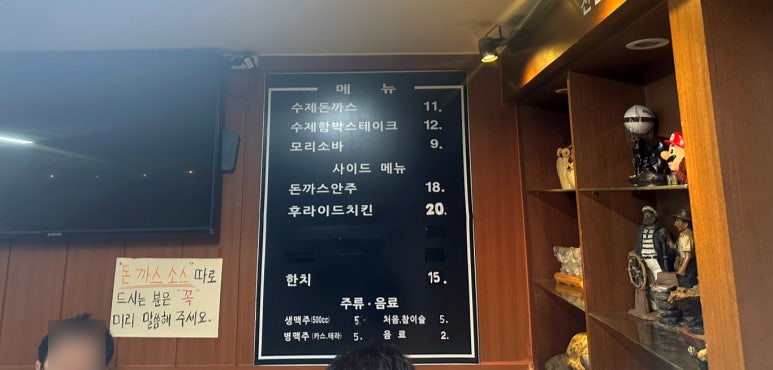 메 뉴
수제돈까스 11.
수제함박스테이크 12.
모리소바 9.
사이드 메뉴
돈까스안주 18.
후라이드치킨 20.
한치 15.
주류·음료
생맥주(500cc) 5. 처음,참이슬 5.
병맥주(카스,테라) 5. 음 료 2.
"돈까스 소스" 따로
드시는 분은 "꼭"
미리 말씀해 주세요.